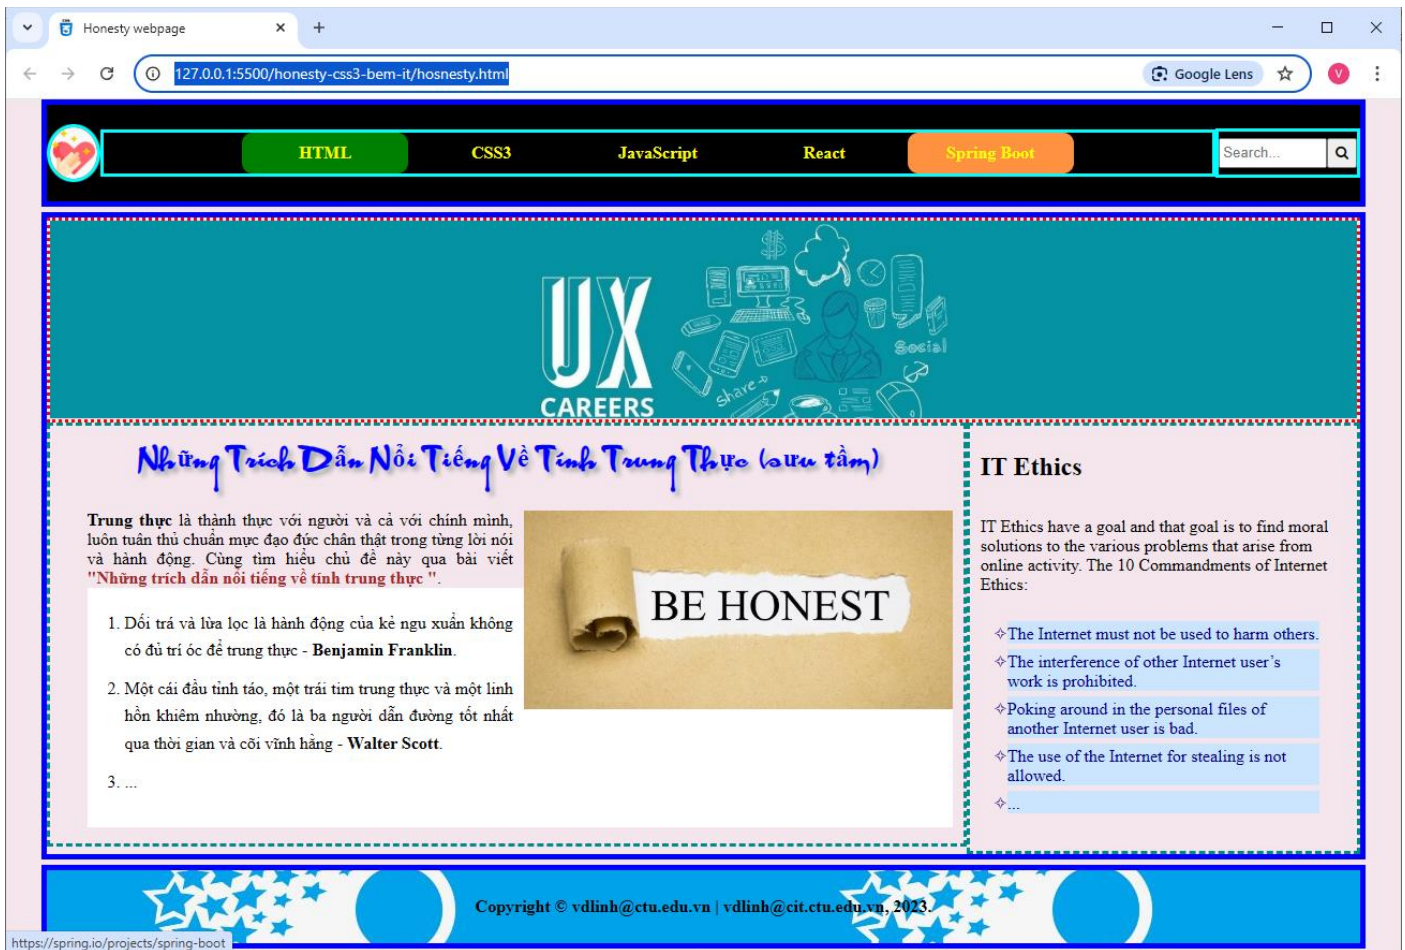 Honesty webpage
127.0.0.1:5500/honesty-css3-bem-it/hosnesty.html
Google Lens
V
HTML
CSS3
JavaScript
React
Spring Boot
Search...
UX
CAREERS
Social
Share
Những Trích Dẫn Nổi Tiếng Về Tính Trung Thực (sưu tầm)
Trung thực là thành thực với người và cả với chính mình,
luôn tuân thủ chuẩn mực đạo đức chân thật trong từng lời nói
và hành động. Cùng tìm hiểu chủ đề này qua bài viết
"Những trích dẫn nổi tiếng về tính trung thực ".
BE HONEST
1. Dối trá và lừa lọc là hành động của kẻ ngu xuẩn không
có đủ trí óc để trung thực - Benjamin Franklin.
2. Một cái đầu tỉnh táo, một trái tim trung thực và một linh
hồn khiêm nhường, đó là ba người dẫn đường tốt nhất
qua thời gian và cõi vĩnh hằng - Walter Scott.
3. ...
IT Ethics
IT Ethics have a goal and that goal is to find moral
solutions to the various problems that arise from
online activity. The 10 Commandments of Internet
Ethics:
✧The Internet must not be used to harm others.
✧The interference of other Internet user’s
work is prohibited.
✧Poking around in the personal files of
another Internet user is bad.
✧The use of the Internet for stealing is not
allowed.
✧...
Copyright © vdlinh@ctu.edu.vn | vdlinh@cit.ctu.edu.vn, 2023.
https://spring.io/projects/spring-boot